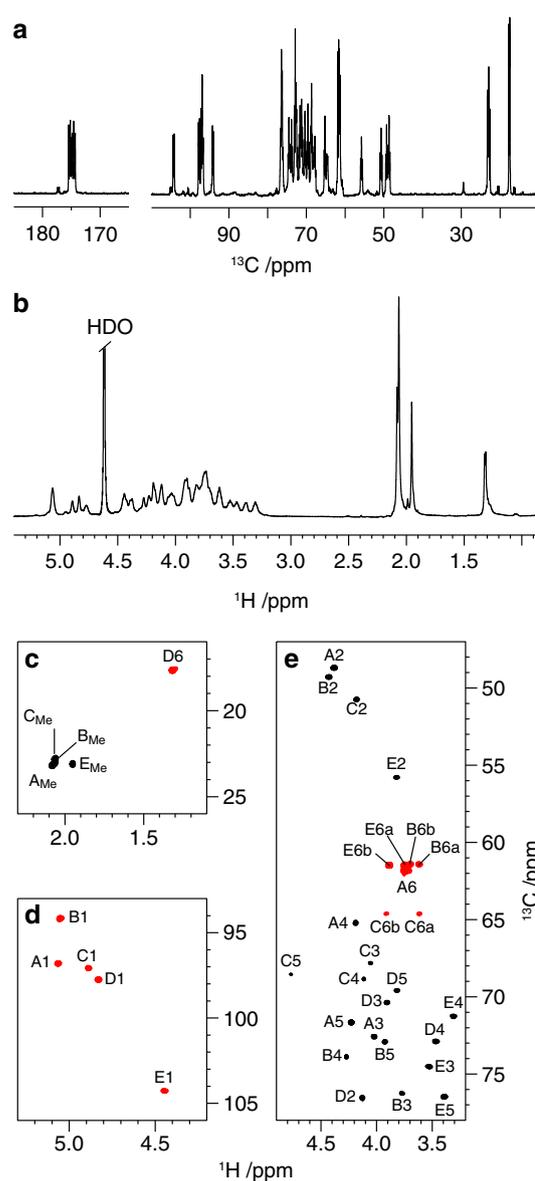 a
180 170 90 70 50 30
13C /ppm
b
HDO
5.0 4.5 4.0 3.5 3.0 2.5 2.0 1.5
1H /ppm
c
D6
CMe
BMe
EMe
AMe
20
25
2.0 1.5
d
B1
A1
C1
D1
E1
95
100
105
5.0 4.5
e
A2
B2
C2
E2
E6a
B6b
E6b
B6a
A6
A4
C6b
C6a
C3
C5
C4
D5
D3
E4
A5
A3
D4
B4
B5
E3
D2
B3
E5
50
55
60
65
70
75
13C /ppm
4.5 4.0 3.5
1H /ppm